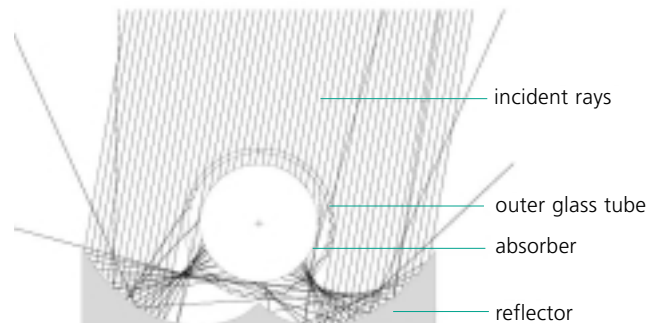 incident rays
outer glass tube
absorber
reflector